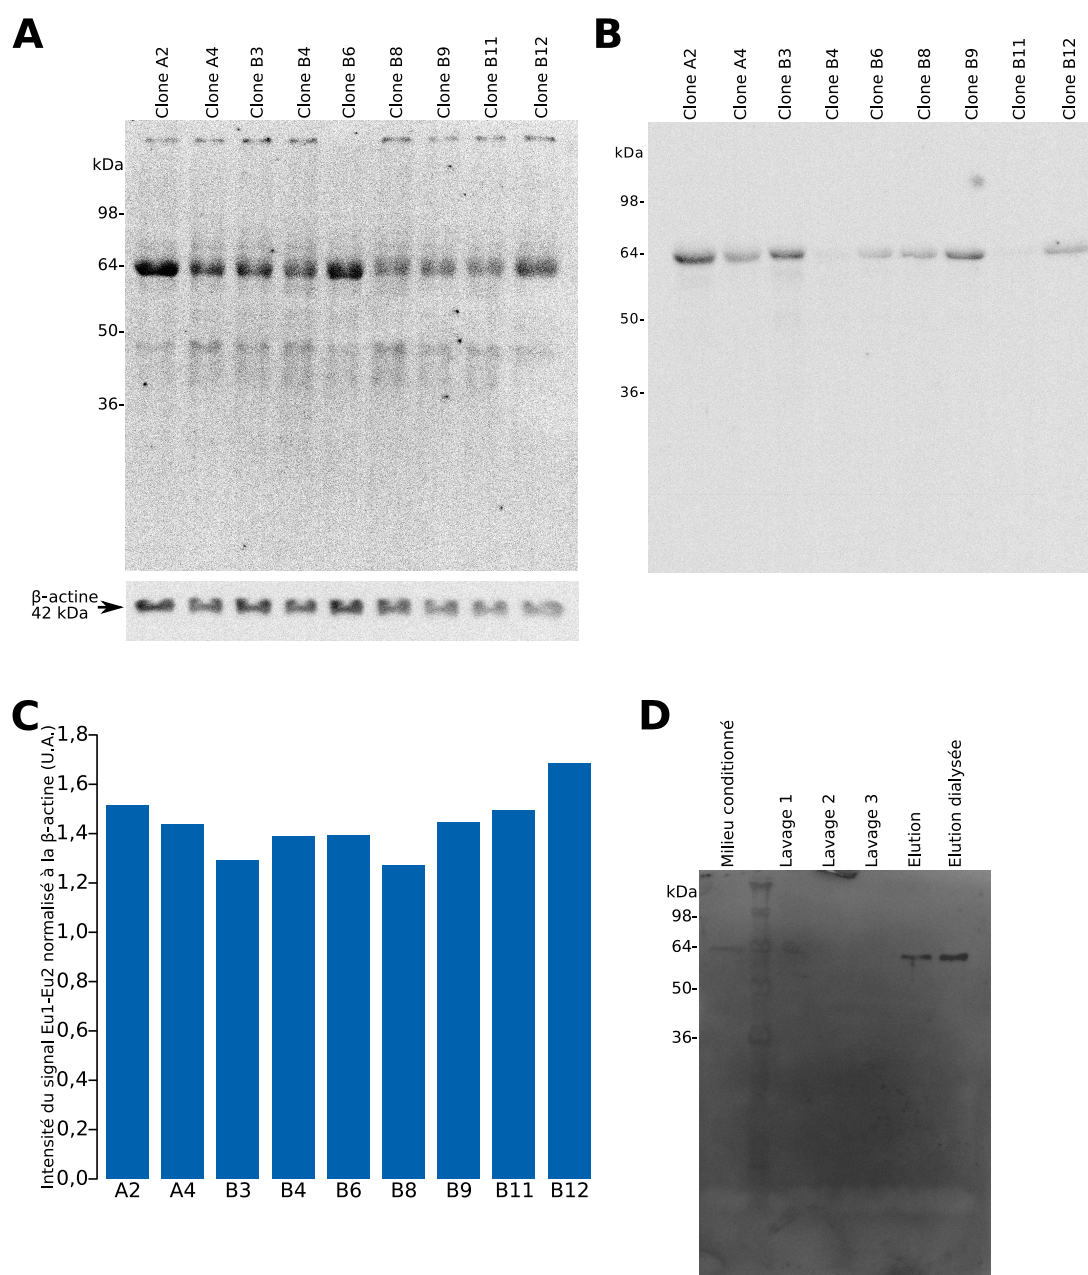 A
Clone A2
Clone A4
Clone B3
Clone B4
Clone B6
Clone B8
Clone B9
Clone B11
Clone B12
kDa
98-
64-
50-
36-
β-actine
42 kDa
B
Clone A2
Clone A4
Clone B3
Clone B4
Clone B6
Clone B8
Clone B9
Clone B11
Clone B12
kDa
98-
64-
50-
36-
C
Intensité du signal Eu1-Eu2 normalisé à la β-actine (U.A.)
1,8
1,6
1,4
1,2
1,0
0,8
0,6
0,4
0,2
0,0
A2 A4 B3 B4 B6 B8 B9 B11 B12
D
Milieu conditionné
Lavage 1
Lavage 2
Lavage 3
Elution
Elution dialysée
kDa
98-
64-
50-
36-